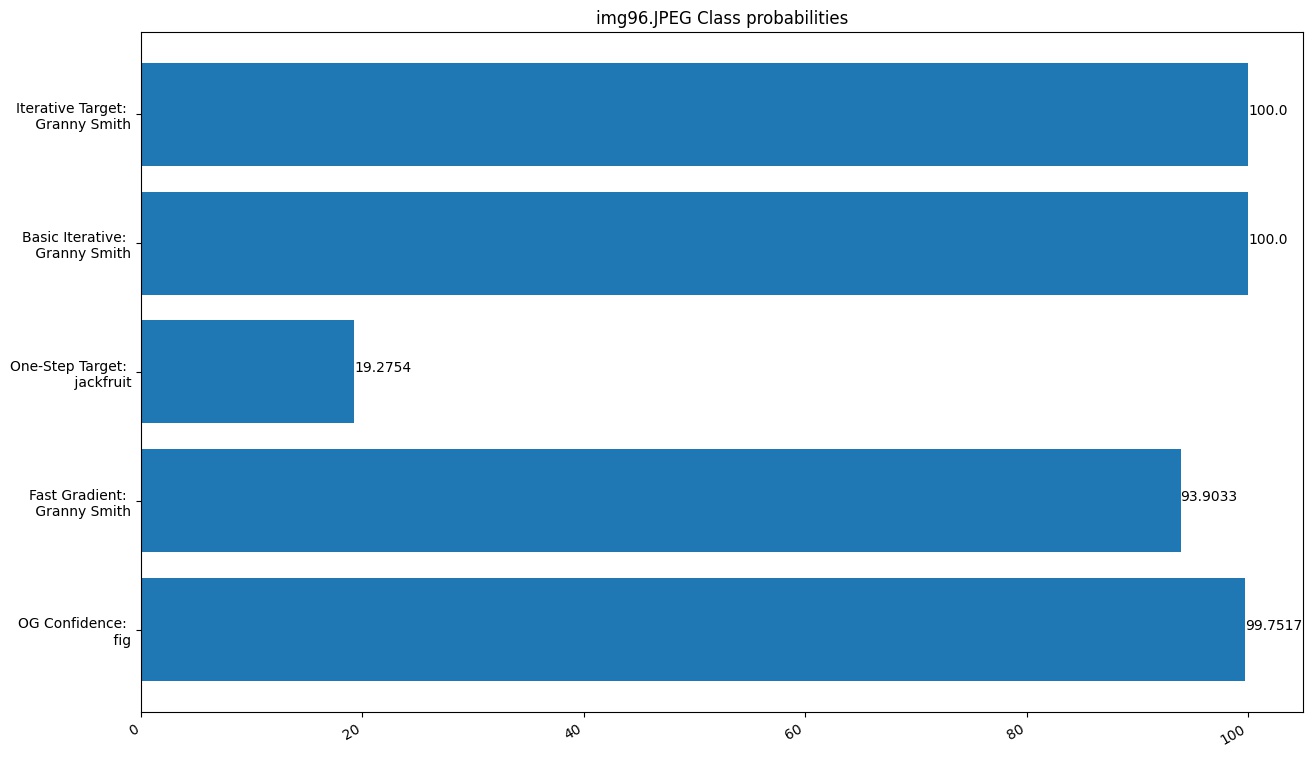 img96.JPEG Class probabilities
Iterative Target:
Granny Smith
100.0
Basic Iterative:
Granny Smith
100.0
One-Step Target:
jackfruit
19.2754
Fast Gradient:
Granny Smith
93.9033
OG Confidence:
fig
99.7517
0
20
40
60
80
100